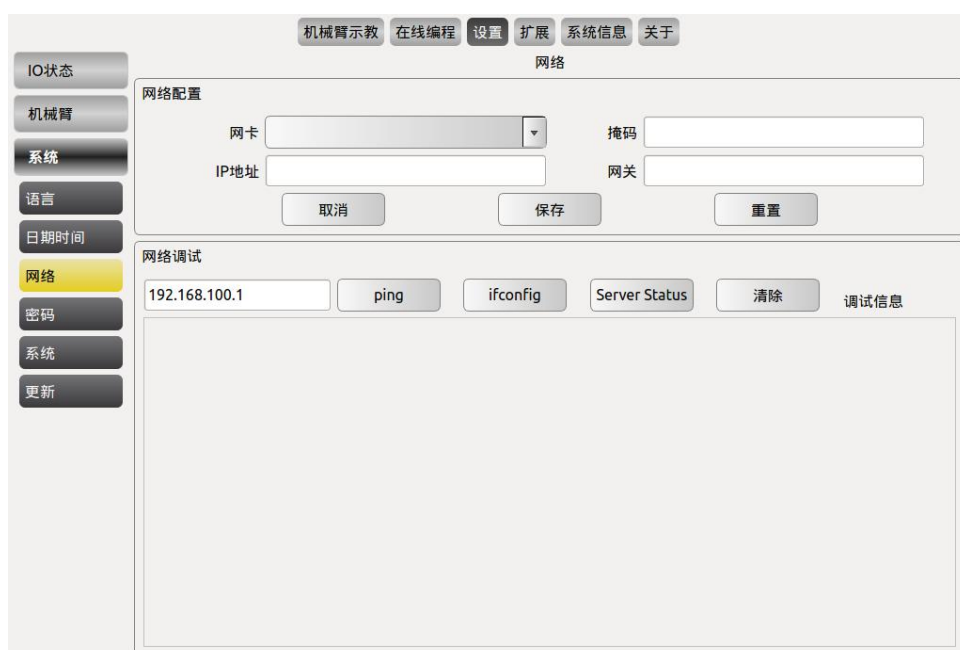 机械臂示教 在线编程 设置 扩展 系统信息 关于
网络
IO状态
机械臂
系统
语言
日期时间
网络
密码
系统
更新
网络配置
网卡 掩码
IP地址 网关
取消 保存 重置
网络调试
192.168.100.1 ping ifconfig Server Status 清除 调试信息